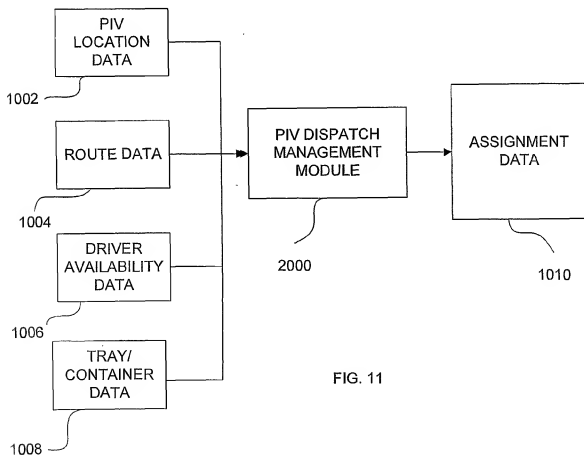 PIV
LOCATION
DATA
1002
ROUTE DATA
1004
DRIVER
AVAILABILITY
DATA
1006
TRAY/
CONTAINER
DATA
1008
PIV DISPATCH
MANAGEMENT
MODULE
2000
ASSIGNMENT
DATA
1010
FIG. 11